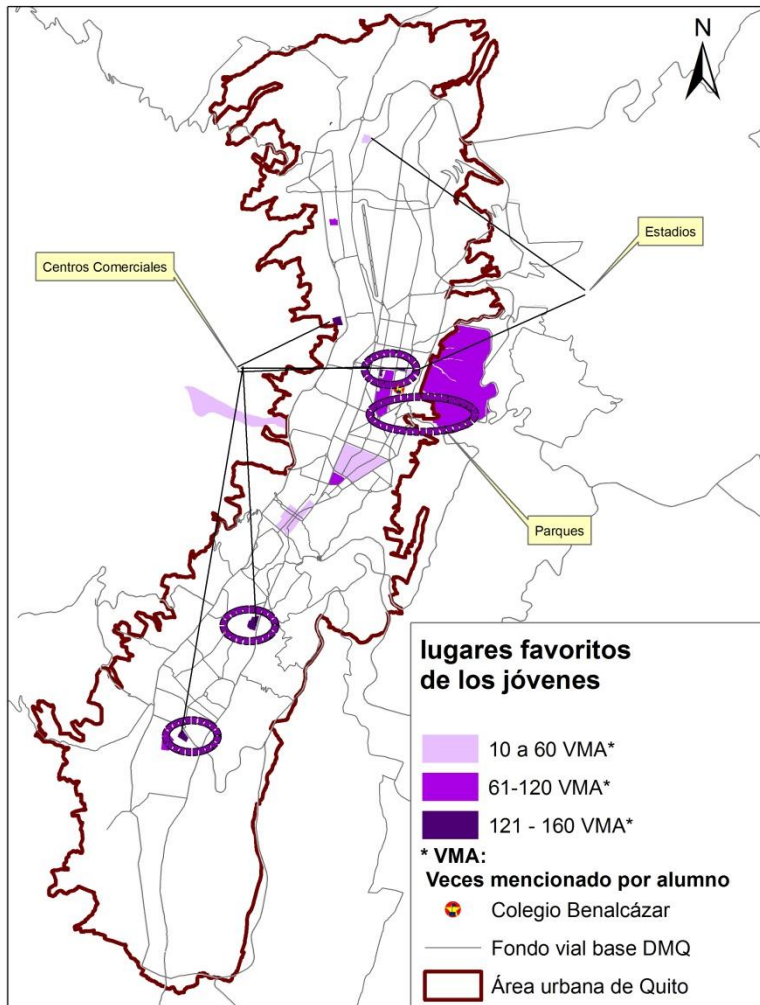 N
Estadios
Centros Comerciales
Parques
lugares favoritos
de los jóvenes
10 a 60 VMA*
61-120 VMA*
121 - 160 VMA*
* VMA:
Veces mencionado por alumno
Colegio Benalcázar
Fondo vial base DMQ
Área urbana de Quito